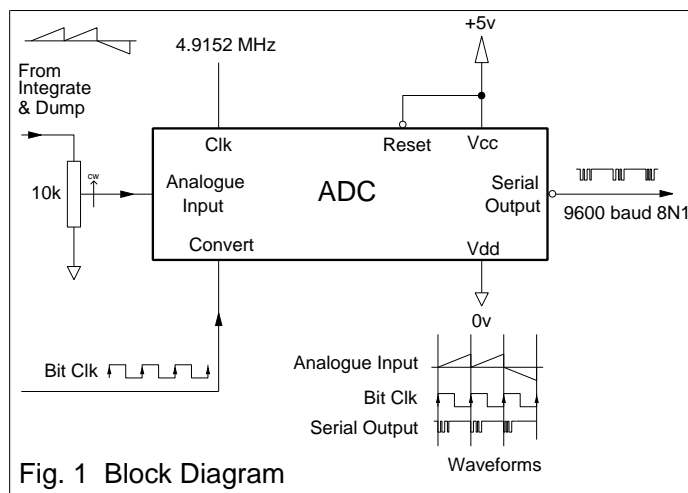 +5v
4.9152 MHz
From
Integrate
& Dump
Clk
Reset
Vcc
cw
10k
Analogue
Input
ADC
Serial
Output
9600 baud 8N1
Convert
Vdd
0v
Bit Clk
Analogue Input
Bit Clk
Serial Output
Waveforms
Fig. 1 Block Diagram